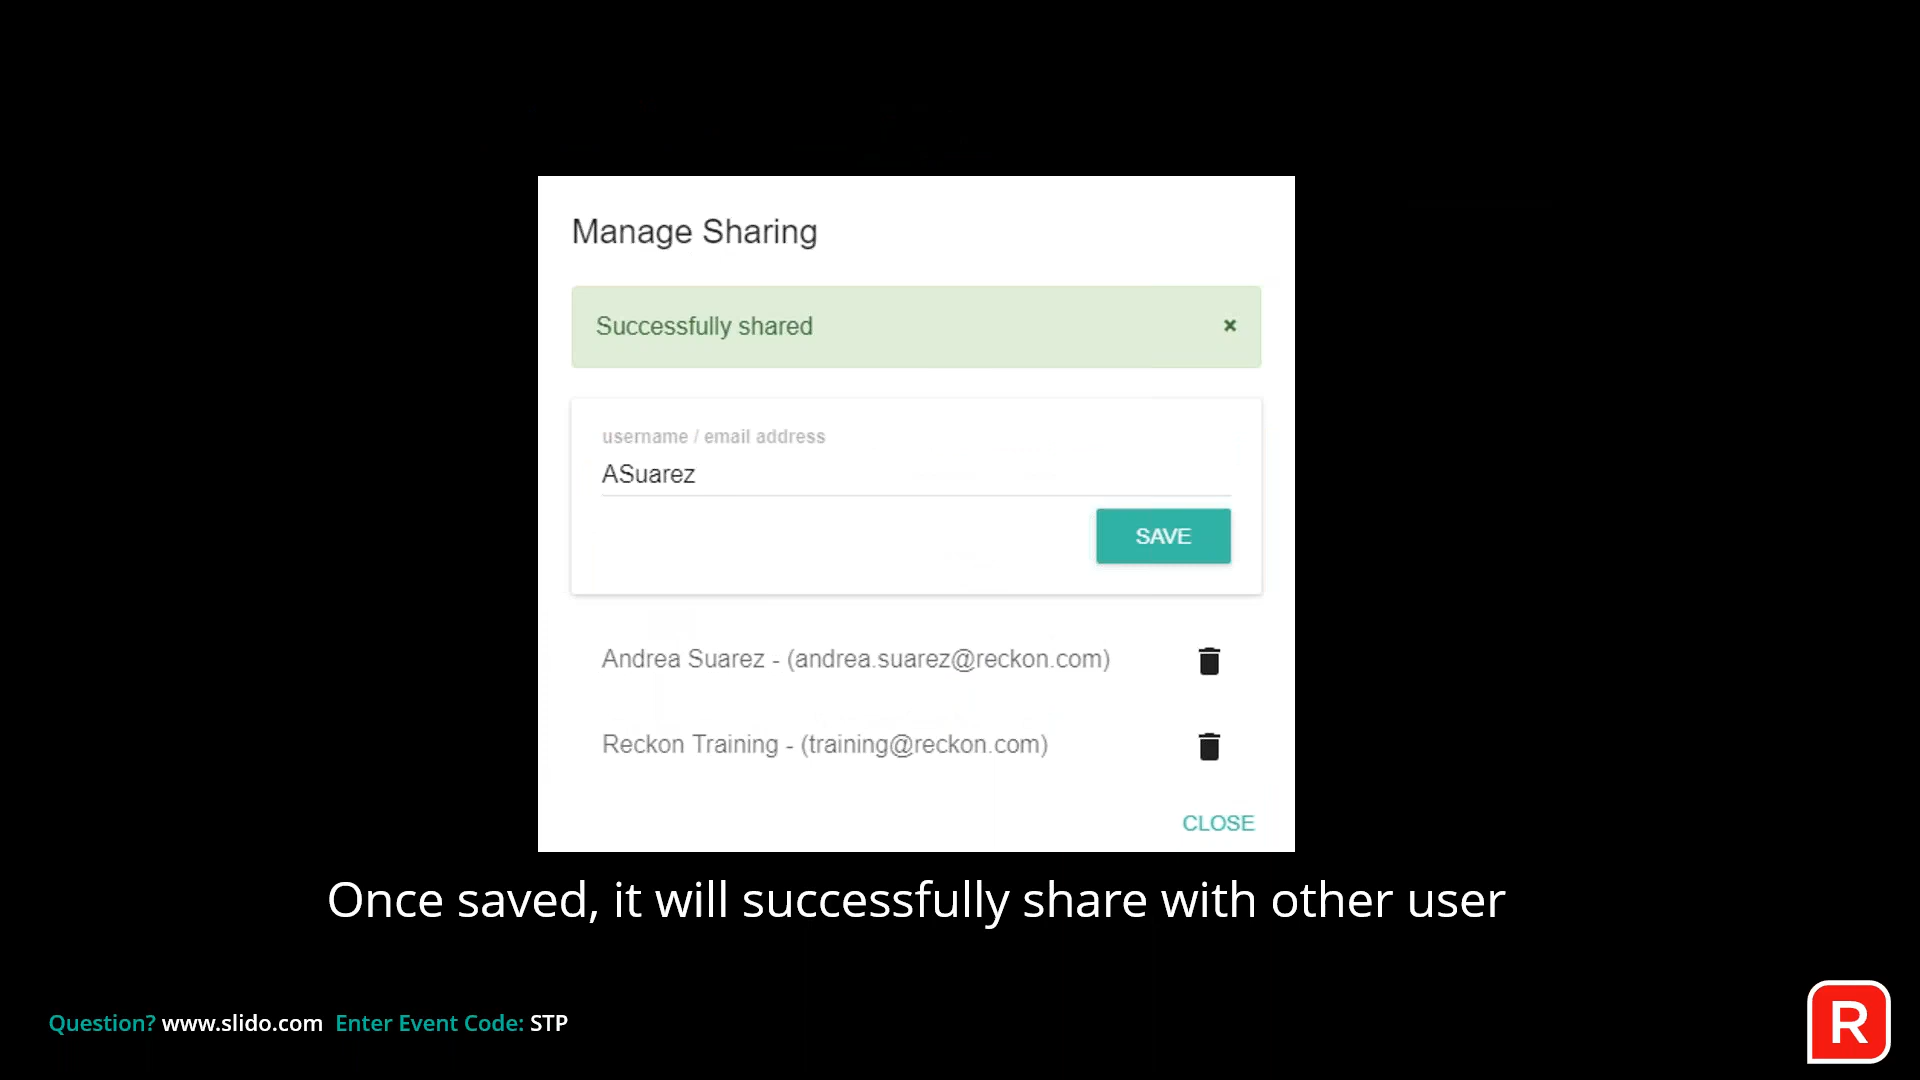 Manage Sharing
Successfully shared ×
username / email address
ASuarez
SAVE
Andrea Suarez - (andrea.suarez@reckon.com)
Reckon Training - (training@reckon.com)
CLOSE
Once saved, it will successfully share with other user
Question? www.slido.com Enter Event Code: STP
R